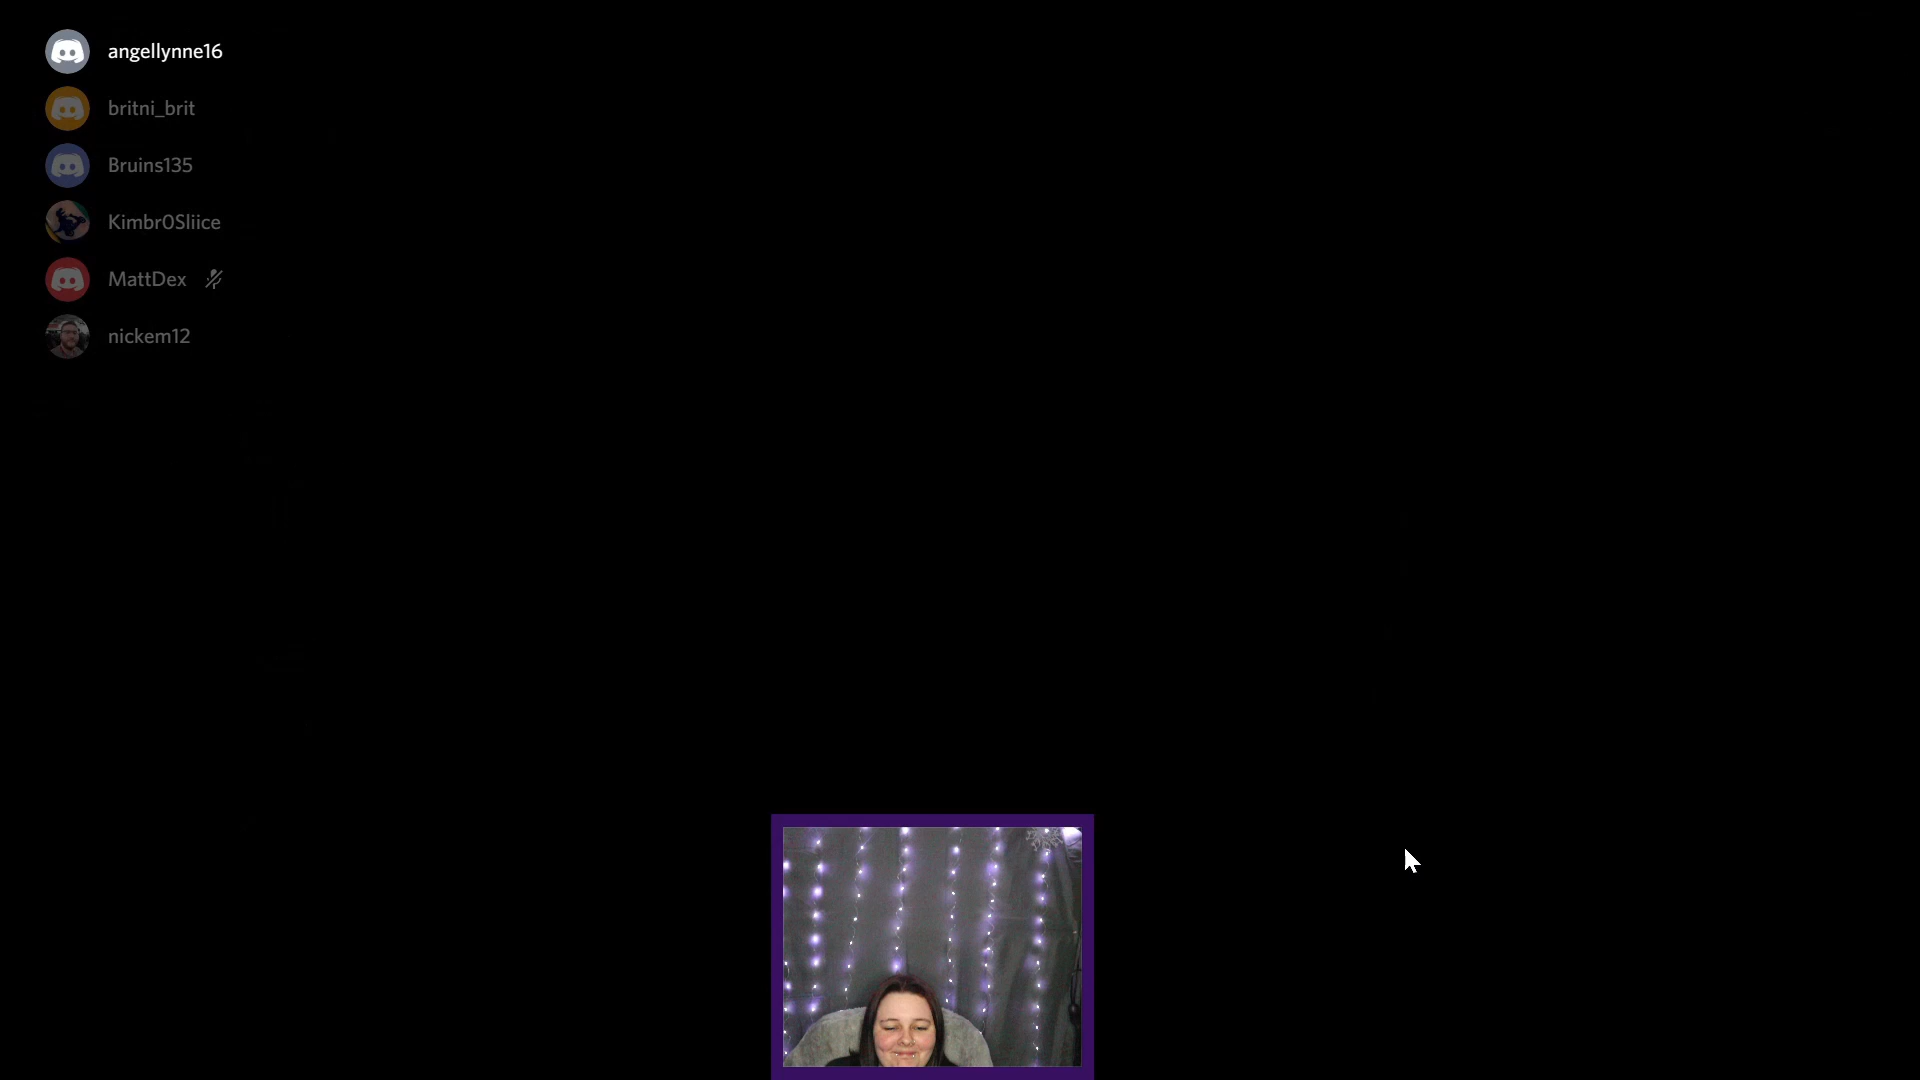 angellynne16
britni_brit
Bruins135
Kimbr0Sliice
MattDex
nickem12